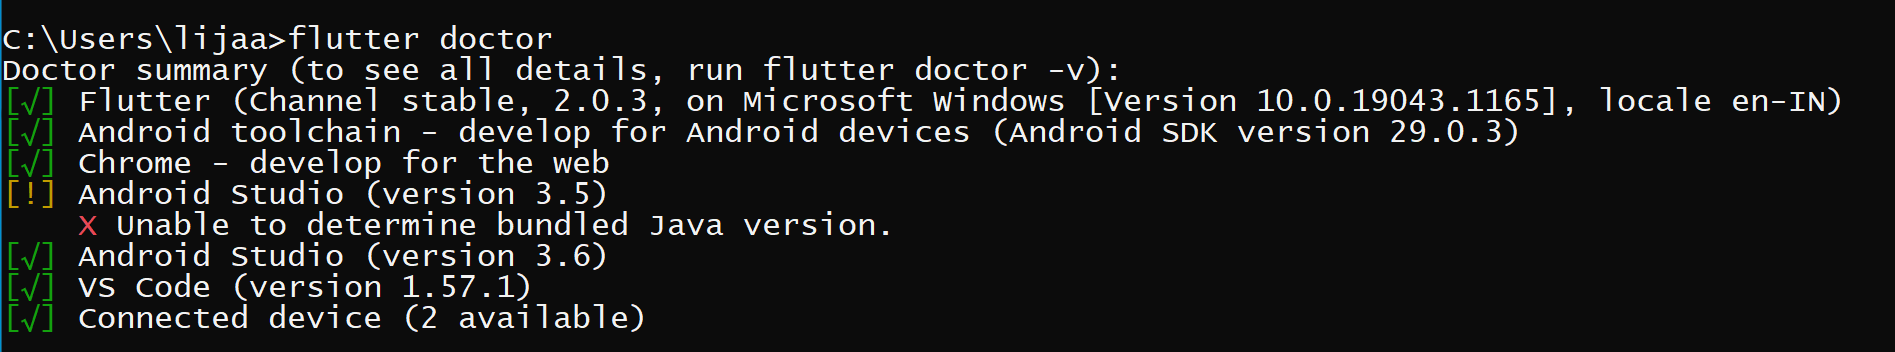 C:\Users\lijaa>flutter doctor
Doctor summary (to see all details, run flutter doctor -v):
[√] Flutter (Channel stable, 2.0.3, on Microsoft Windows [Version 10.0.19043.1165], locale en-IN)
[√] Android toolchain - develop for Android devices (Android SDK version 29.0.3)
[√] Chrome - develop for the web
[!] Android Studio (version 3.5)
    X Unable to determine bundled Java version.
[√] Android Studio (version 3.6)
[√] VS Code (version 1.57.1)
[√] Connected device (2 available)